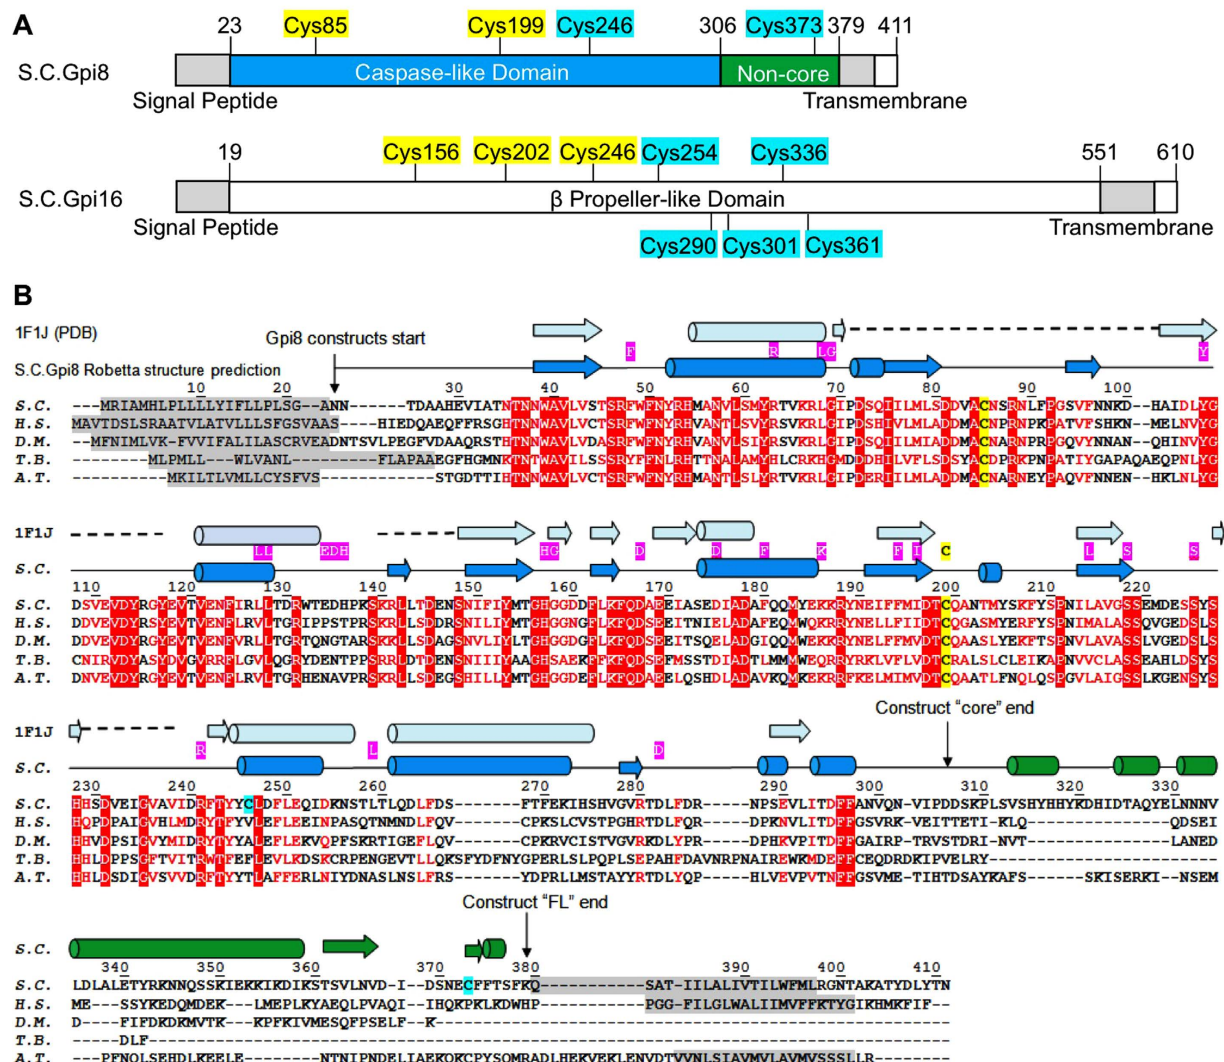 A
23 Cys85 Cys199 Cys246 306 Cys373 379 411
S.C.Gpi8 Caspase-like Domain Non-core
Signal Peptide Transmembrane
19 Cys156 Cys202 Cys246 Cys254 Cys336 551 610
S.C.Gpi16 β Propeller-like Domain
Signal Peptide Transmembrane
Cys290 Cys301 Cys361
B
1F1J (PDB) Gpi8 constructs start
F R LG Y
S.C.Gpi8 Robetta structure prediction
10 20 30 40 50 60 70 80 90 100
S.C. ---MRIAMHLPLLLLYIFLLPLSG--ANN------TDAAHEVIATNTNNWAVLVSTSRFWFNYRHMANVLSMYRTVKRLGIPDSQIILMLSDDVACNSRNLFPGSVFNNKD--HAIDLYG
H.S. MAVTDSLSRAATVLATVLLLSFGSVAAS----HIEDQAEQFFRSGHTNNWAVLVCTSRFWFNYRHVANTLSVYRSVKRLGIPDSHIVLMLADDMACNPRNPKPATVFSHKN--MELNVYG
D.M. --MFNIMLVK-FVVIFALILASCRVEADNTSVLPEGFVDAAQRSTHTNNWAVLVDASRFWFNYRHVANVLSIYRSVKRLGIPDSQIILMIADDMACNARNPRPGQVYNNAN--QHINVYG
T.B. ---------LPMLL---WLVANL----------FLAPAAEGFHGMNKTNTWAVILSSSRYFFNLRHTTNALAMYHLCRKHGMDDDHILVFLSDSYACDPRKPNPATIYGAPAQAEQPNLYG
A.T. -----------MKILTLVMLLCYSFVS------------STGDTTIHTNNWAVLVCTSRFWFNYRHMANTLSLYRTVKRLGIPDERIILMLADDMACNARNEYPAQVFNNEN--HKLNLYG
1F1J
LL EDH HG D D F K F I C L S S
S.C.
110 120 130 140 150 160 170 180 190 200 210 220
S.C. DSVEVDYRGYEVTVENFIRLLTDRWTEDHPKSKRLLTDENSNIFIYMTGHGGDDFLKFQDAEEIASEDIADAFQQMYEKKRYNEIFFMIDTCQANTMYSKFYSPNILAVGSSEMDESSYS
H.S. DDVEVDYRSYEVTVENFLRVLTGRIPPSTPRSKRLLSDDRSNILIYMTGHGGNGFLKFQDSEEITNIELADAFEQMWQKRRYNELLFIIDTCQGASMYERFYSPNIMALASSQVGEDSLS
D.M. DDVEVDYRGYEVTVENFVRLLTGRTQNGTARSKKLLSDAGSNVLIYLTGHGGDGFLKFQDSEEITSQELADGIQQMWEKKRYNELFFMVDTCQAASLYEKFTSPNVLAVASSLVGEDSLS
T.B. CNIRVDYASYDVGVRRFLGVLQGRYDENTPPSRRLDTDENSNIIIYAAGHSAEKFFKFQDSEFMSSTDIADTLMMMWEQRRYRKLVFLVDTCRALSLCLEIKAPNVVCLASSEAHLDSYS
A.T. DNVEVDYRGYEVTVENFLRVLTGRHENAVPRSKRLLSDEGSHILLYMTGHGGDEFLKFQDAEELQSHDLADAVKQMKEKRRFKELMIMVDTCQAATLFNQLQSPGVLAIGSSLKGENSYS
Construct "core" end
1F1J
R L D
S.C.
230 240 250 260 270 280 290 300 310 320 330
S.C. HHSDVEIGVAVIDRFTYYCLDFLEQIDKNSTLTLQDLFDS------FTFEKIHSHVGVRTDLFDR----NPSEVLITDFFANVQN-VIPDDSKPLSVSHYHHYKDHIDTAQYELNNNV
H.S. HQPDPAIGVHLMDRYTFYVLEFLEEINPASQTNMNDLFQV------CPKSLCVSTPGHRTDLFQR----DPKNVLITDFFGSVRK-VEITTETI-KLQ---------------QDSEI
D.M. HHVDPSIGVYMIDRYTYYALEFLEKVQPFSKRTIGEFLQV------CPKRVCISTVGVRKDLYPR----DPHKVPITDFFGAIRP-TRVSTDRI-NVT---------------LANED
T.B. HHLDPPSGFTVITRWTFEFLEVLKDSKCRPENGEVTLLQKSFYDFNYGPERLSLPQPLSEPAHFDAVNRPNAIREWKMDEFFCEQDRDKIPVELRY----------------------
A.T. HHLDSDIGVSVVDRFTYYTLAFFERLNIYDNASLNSLFRS------YDPRLLMSTAYYRTDLYQP----HLVEVPVTNFFGSVME-TIHTDSAYKAFS------SKISERKI--NSEM
Construct "FL" end
S.C.
340 350 360 370 380 390 400 410
S.C. LDLALETYRKNNQSSKIEKKIKDIKSTSVLNVD-I--DSNECFFTSFKQ-----------SAT-IILALIVTILWFMLRGNTAKATYDLYTN
H.S. ME---SSYKEDQMDEK---LMEPLKYAEQLPVAQI-IHQKPKLKDWHP-----------PGG-FILGLWALIIMVFFKTYGIKHMKFIF-
D.M. D----FIFDKDKMVTK---KPFKIVMESQFPSELF--K
T.B. -----DLF
A.T. ---PFNQLSEHDLKEELE--------NTNIPNDELIAEKQKCPYSQMRADLHEKVEKLENVDTVVNLSIAVMVLAVMVSSSLLR